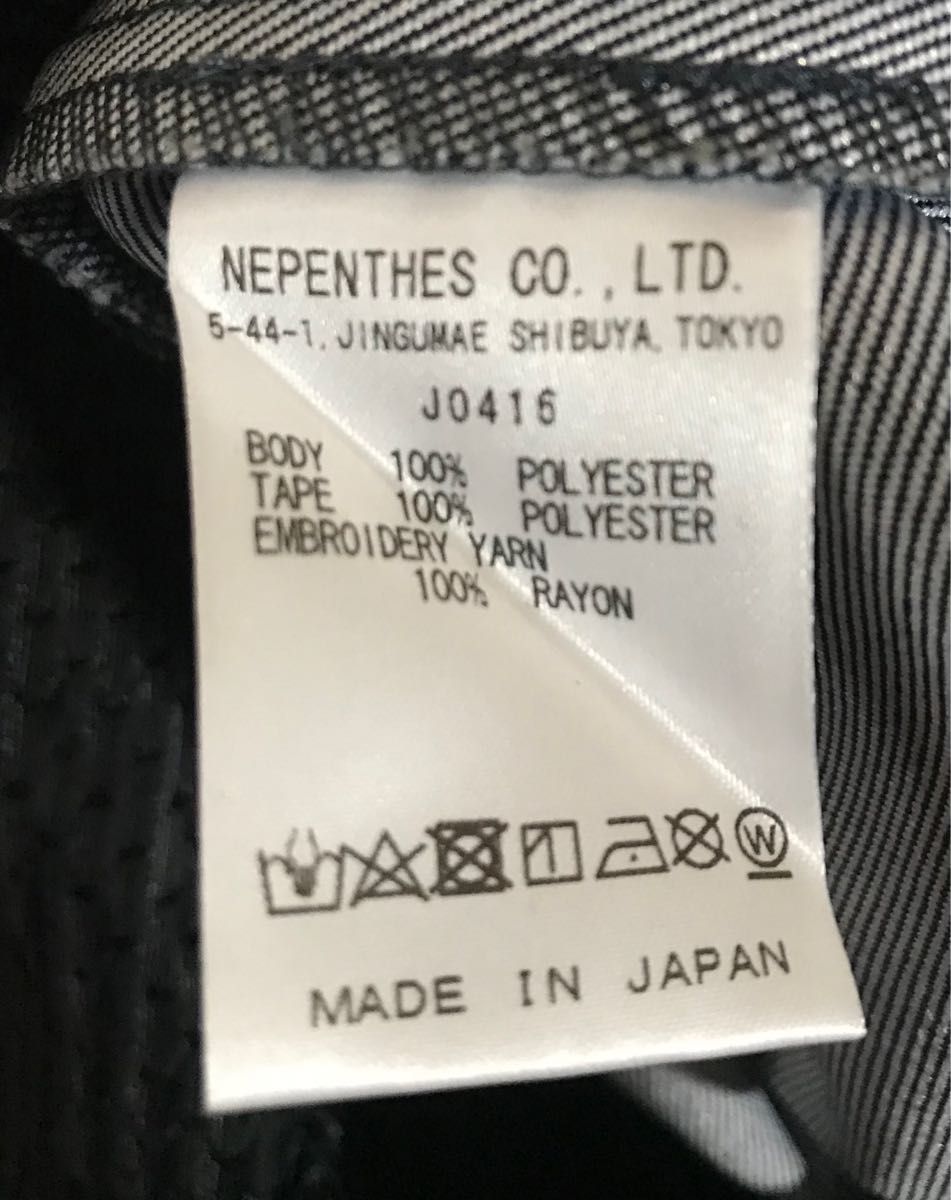 NEPENTHES CO., LTD.
5-44-1, JINGUMAE SHIBUYA, TOKYO
J0416
BODY 100% POLYESTER
TAPE 100% POLYESTER
EMBROIDERY YARN
100% RAYON
W
MADE IN JAPAN